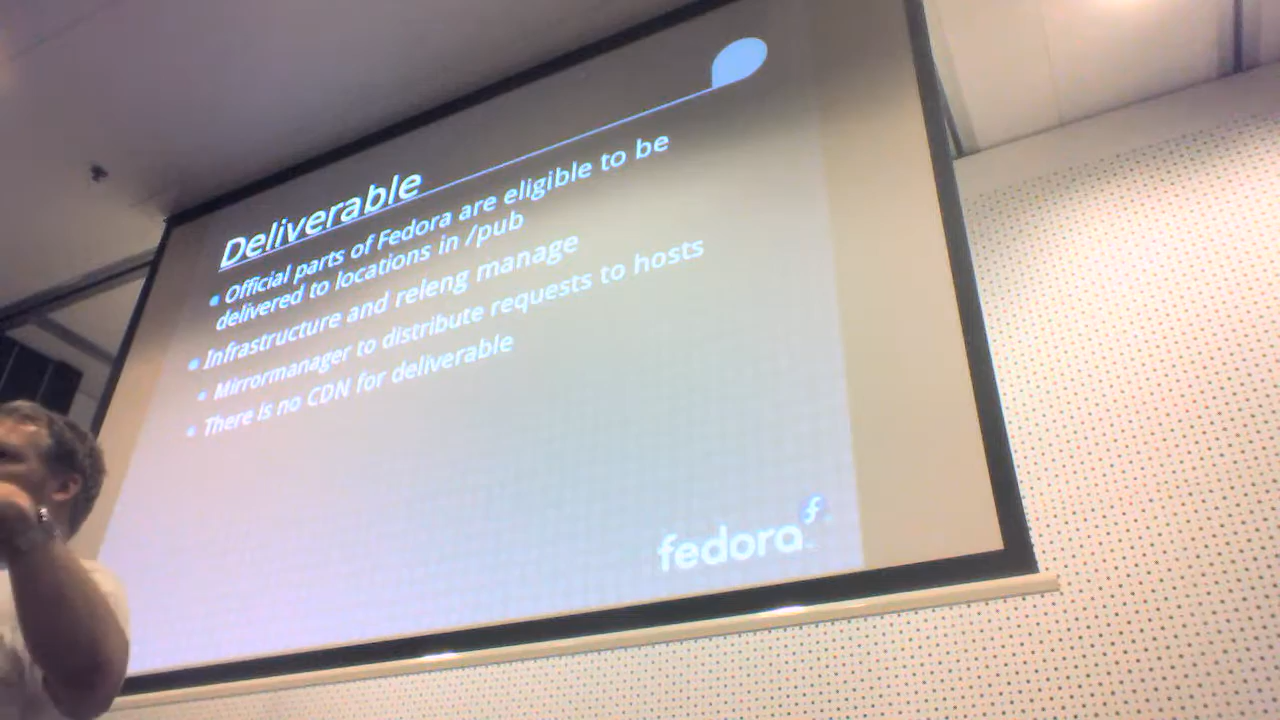 Deliverable
• Official parts of Fedora are eligible to be
delivered to locations in /pub
• Infrastructure and releng manage
• Mirrormanager to distribute requests to hosts
• There is no CDN for deliverable
fedora